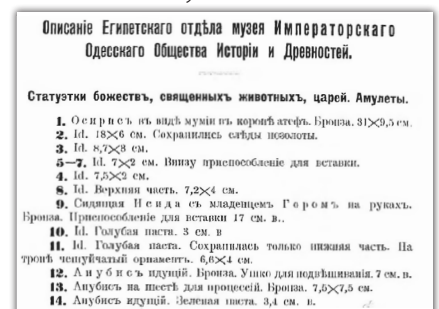 Описаніе Египетскаго отдѣла музея Императорскаго
Одесскаго Общества Исторіи и Древностей.
Статуэтки божествъ, священныхъ животныхъ, царей. Амулеты.
1. Осирисъ въ видѣ муміи въ коронѣ атефъ. Бронза. 31×9,5 см.
2. Id. 18×6 см. Сохранились слѣды позолоты.
3. Id. 8,7×3 см.
5—7. Id. 7×2 см. Внизу приспособленіе для вставки.
4. Id. 7,5×2 см.
8. Id. Верхняя часть. 7,2×4 см.
9. Сидящая Исида съ младенцемъ Горомъ на рукахъ.
Бронза. Приспособленіе для вставки 17 см. в..
10. Id. Голубая паста. 3 см. в
11. Id. Голубая паста. Сохранилась только нижняя часть. На
тронѣ чешуйчатый орнаментъ. 6,6×4 см.
12. Анубисъ идущій. Бронза. Ушко для подвѣшиванія. 7 см. в.
13. Анубисъ на шестѣ для процессій. Бронза. 7,5×7,5 см.
14. Анубисъ идущій. Зеленая паста. 3,4 см. в.